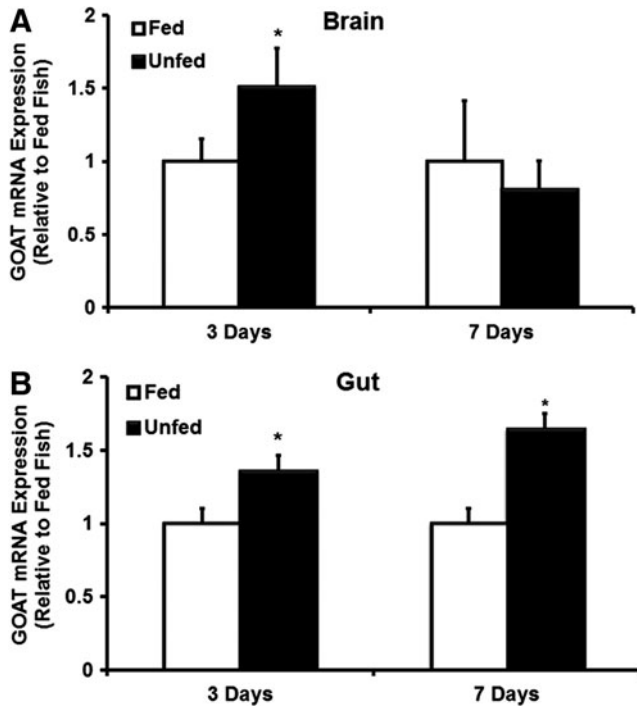 A
Brain
Fed
Unfed
*
GOAT mRNA Expression
(Relative to Fed Fish)
2
1.5
1
0.5
0
3 Days
7 Days
B
Gut
Fed
Unfed
*
*
GOAT mRNA Expression
(Relative to Fed Fish)
2
1.5
1
0.5
0
3 Days
7 Days